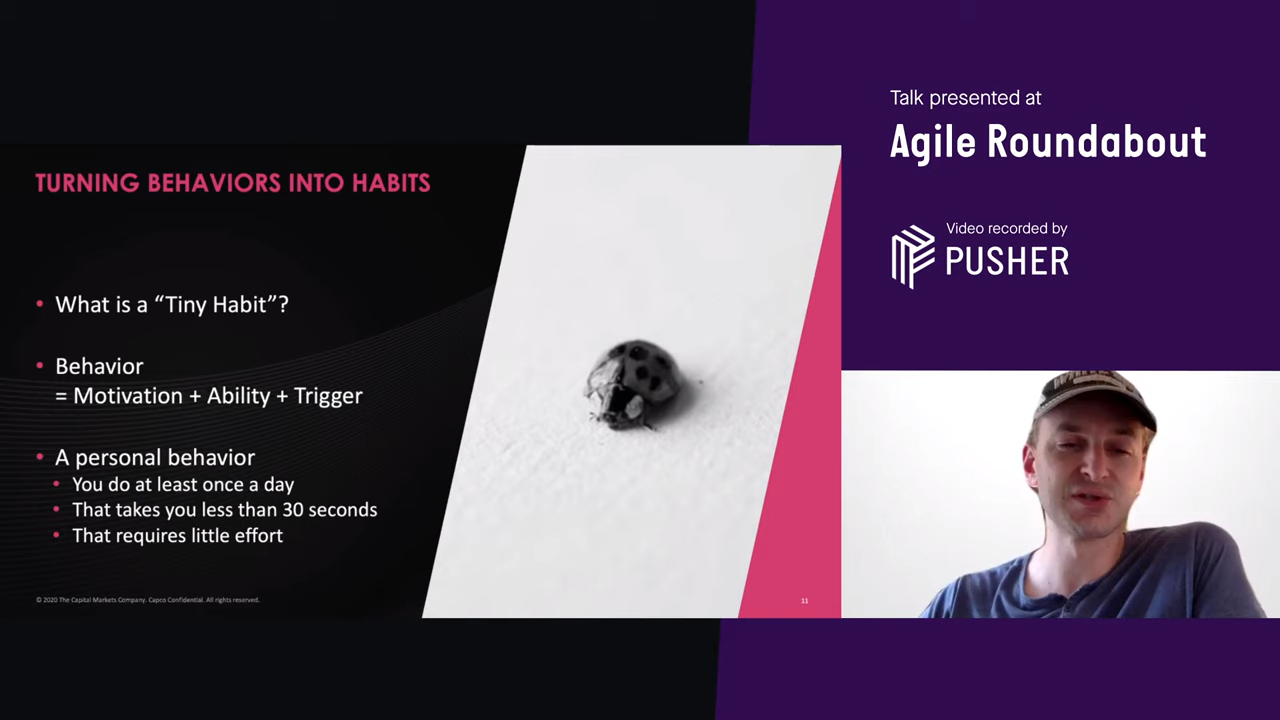 TURNING BEHAVIORS INTO HABITS
• What is a “Tiny Habit”?
• Behavior
= Motivation + Ability + Trigger
• A personal behavior
• You do at least once a day
• That takes you less than 30 seconds
• That requires little effort
© 2020 The Capital Markets Company. Capco Confidential. All rights reserved.
11
Talk presented at
Agile Roundabout
Video recorded by
PUSHER